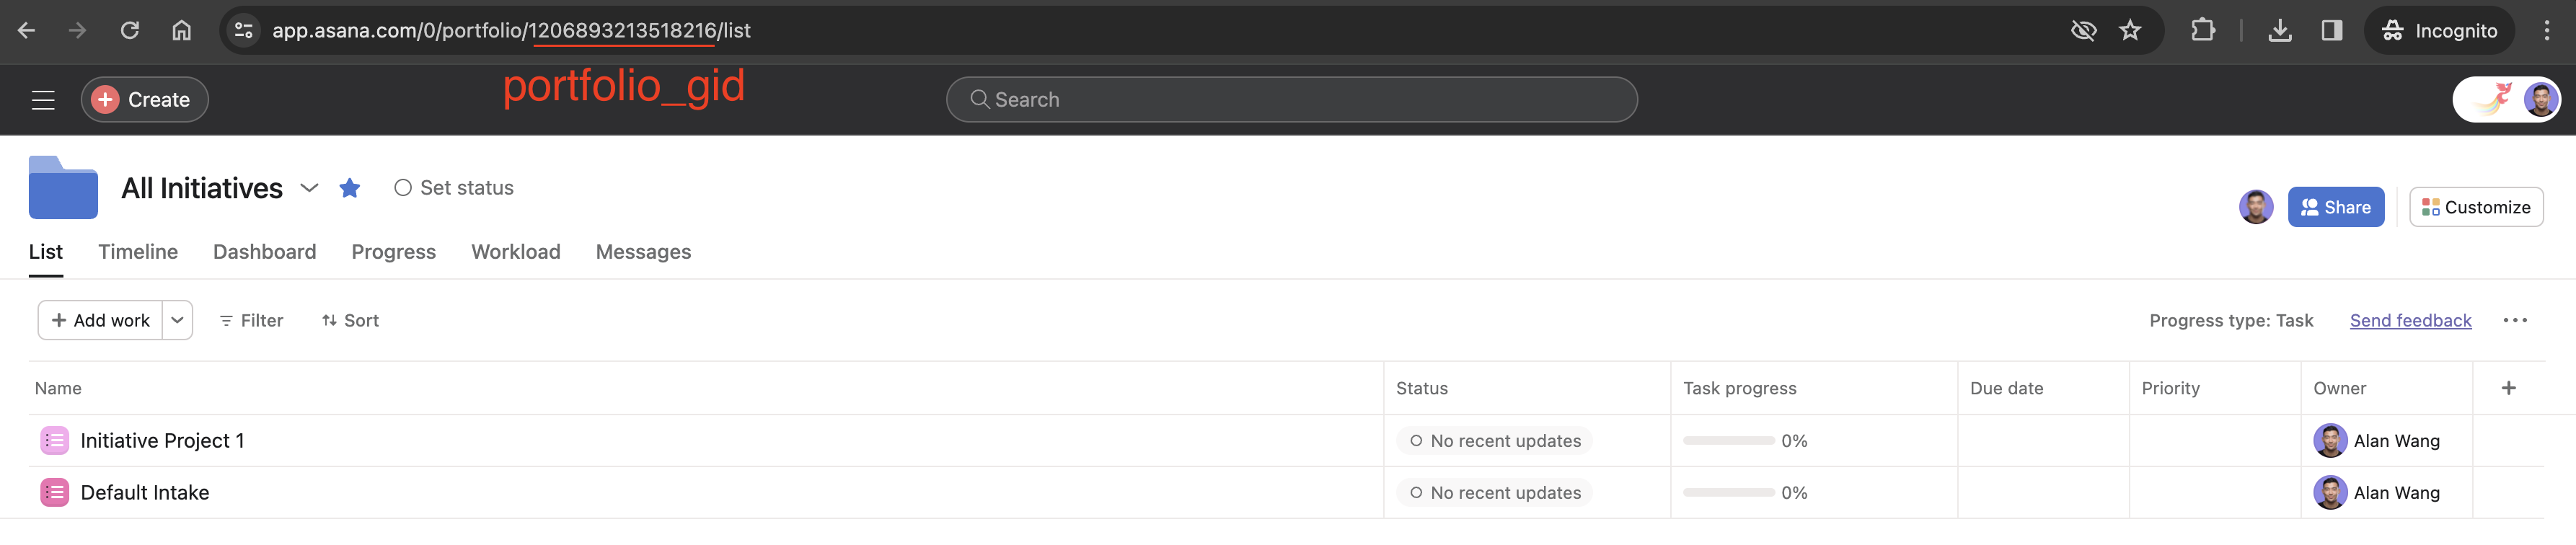 app.asana.com/0/portfolio/1206893213518216/list
Incognito
Create
portfolio_gid
Search
All Initiatives
Set status
Share
Customize
List Timeline Dashboard Progress Workload Messages
Add work Filter Sort
Progress type: Task Send feedback
Name Status Task progress Due date Priority Owner
Initiative Project 1 No recent updates 0% Alan Wang
Default Intake No recent updates 0% Alan Wang